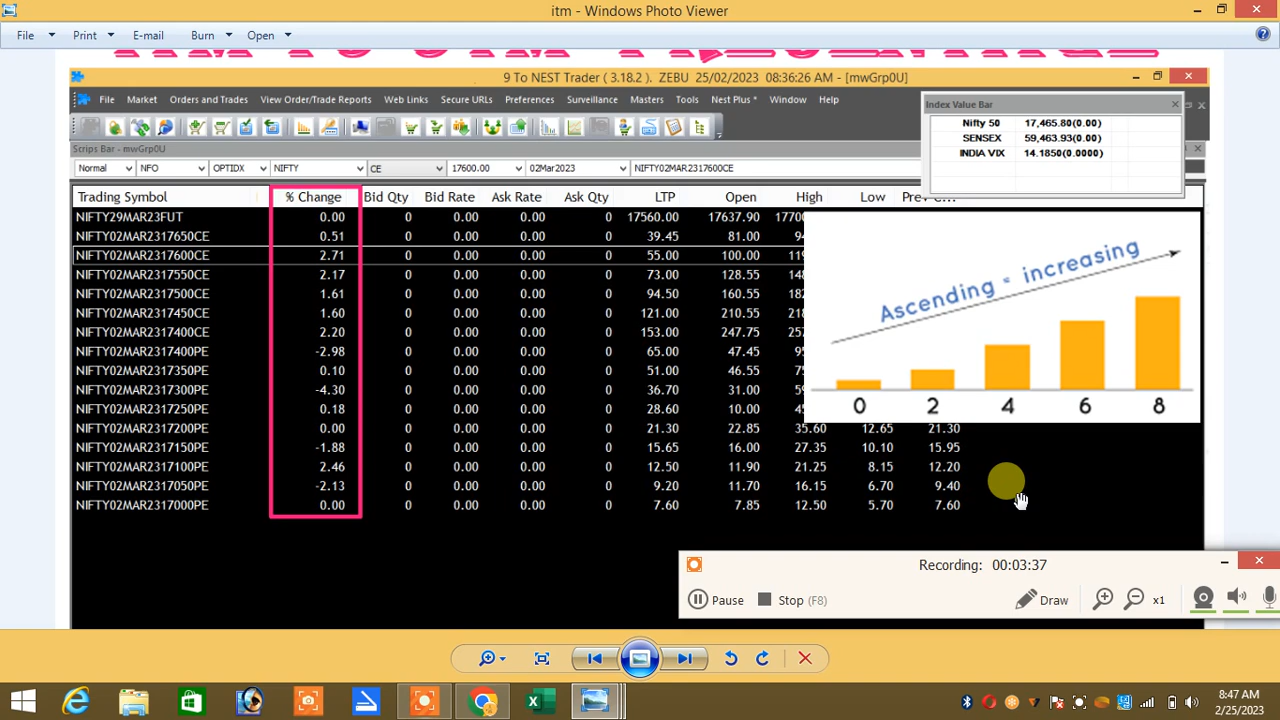 itm - Windows Photo Viewer
File Print E-mail Burn Open
9 To NEST Trader ( 3.18.2 ). ZEBU 25/02/2023 08:36:26 AM - [mwGrp0U]
File Market Orders and Trades View Order/Trade Reports Web Links Secure URLs Preferences Surveillance Masters Tools Nest Plus * Window Help
Index Value Bar
Nifty 50 17,465.80(0.00)
SENSEX 59,463.93(0.00)
INDIA VIX 14.1850(0.0000)
Scrips Bar - mwGrp0U
Normal NFO OPTIDX NIFTY CE 17600.00 02Mar2023 NIFTY02MAR2317600CE
Trading Symbol % Change Bid Qty Bid Rate Ask Rate Ask Qty LTP Open High Low
NIFTY29MAR23FUT 0.00 0 0.00 0.00 0 17560.00 17637.90
NIFTY02MAR2317650CE 0.51 0 0.00 0.00 0 39.45 81.00
NIFTY02MAR2317600CE 2.71 0 0.00 0.00 0 55.00 100.00
NIFTY02MAR2317550CE 2.17 0 0.00 0.00 0 73.00 128.55
NIFTY02MAR2317500CE 1.61 0 0.00 0.00 0 94.50 160.55
NIFTY02MAR2317450CE 1.60 0 0.00 0.00 0 121.00 210.55
NIFTY02MAR2317400CE 2.20 0 0.00 0.00 0 153.00 247.75
NIFTY02MAR2317400PE -2.98 0 0.00 0.00 0 65.00 47.45
NIFTY02MAR2317350PE 0.10 0 0.00 0.00 0 51.00 46.55
NIFTY02MAR2317300PE -4.30 0 0.00 0.00 0 36.70 31.00
NIFTY02MAR2317250PE 0.18 0 0.00 0.00 0 28.60 10.00
NIFTY02MAR2317200PE 0.00 0 0.00 0.00 0 21.30 22.85 35.60 12.65 21.30
NIFTY02MAR2317150PE -1.88 0 0.00 0.00 0 15.65 16.00 27.35 10.10 15.95
NIFTY02MAR2317100PE 2.46 0 0.00 0.00 0 12.50 11.90 21.25 8.15 12.20
NIFTY02MAR2317050PE -2.13 0 0.00 0.00 0 9.20 11.70 16.15 6.70 9.40
NIFTY02MAR2317000PE 0.00 0 0.00 0.00 0 7.60 7.85 12.50 5.70 7.60
Ascending = increasing
0 2 4 6 8
Recording: 00:03:37
Pause Stop (F8) Draw x1
8:47 AM
2/25/2023